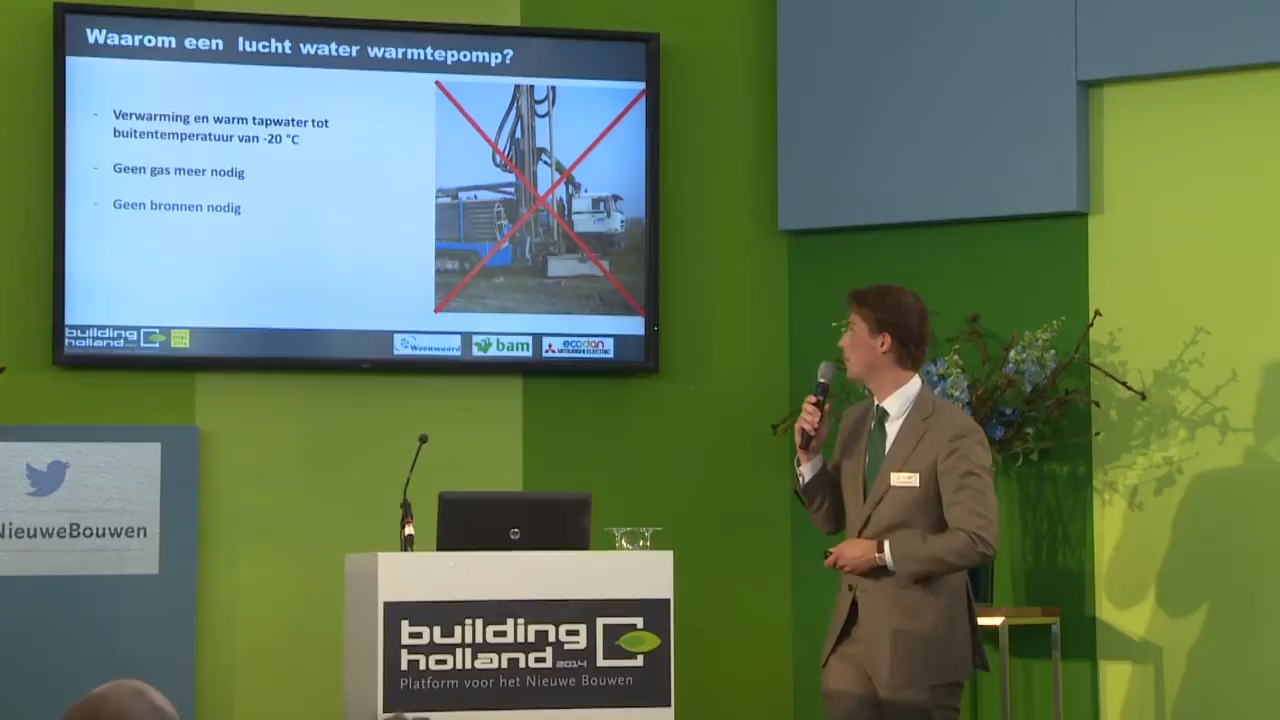 Waarom een lucht water warmtepomp?
- Verwarming en warm tapwater tot
buitentemperatuur van -20 °C
- Geen gas meer nodig
- Geen bronnen nodig
building
holland
Woonwaard
bam
ecodan
MITSUBISHI ELECTRIC
NieuweBouwen
hp
building
holland 2014
Platform voor het Nieuwe Bouwen